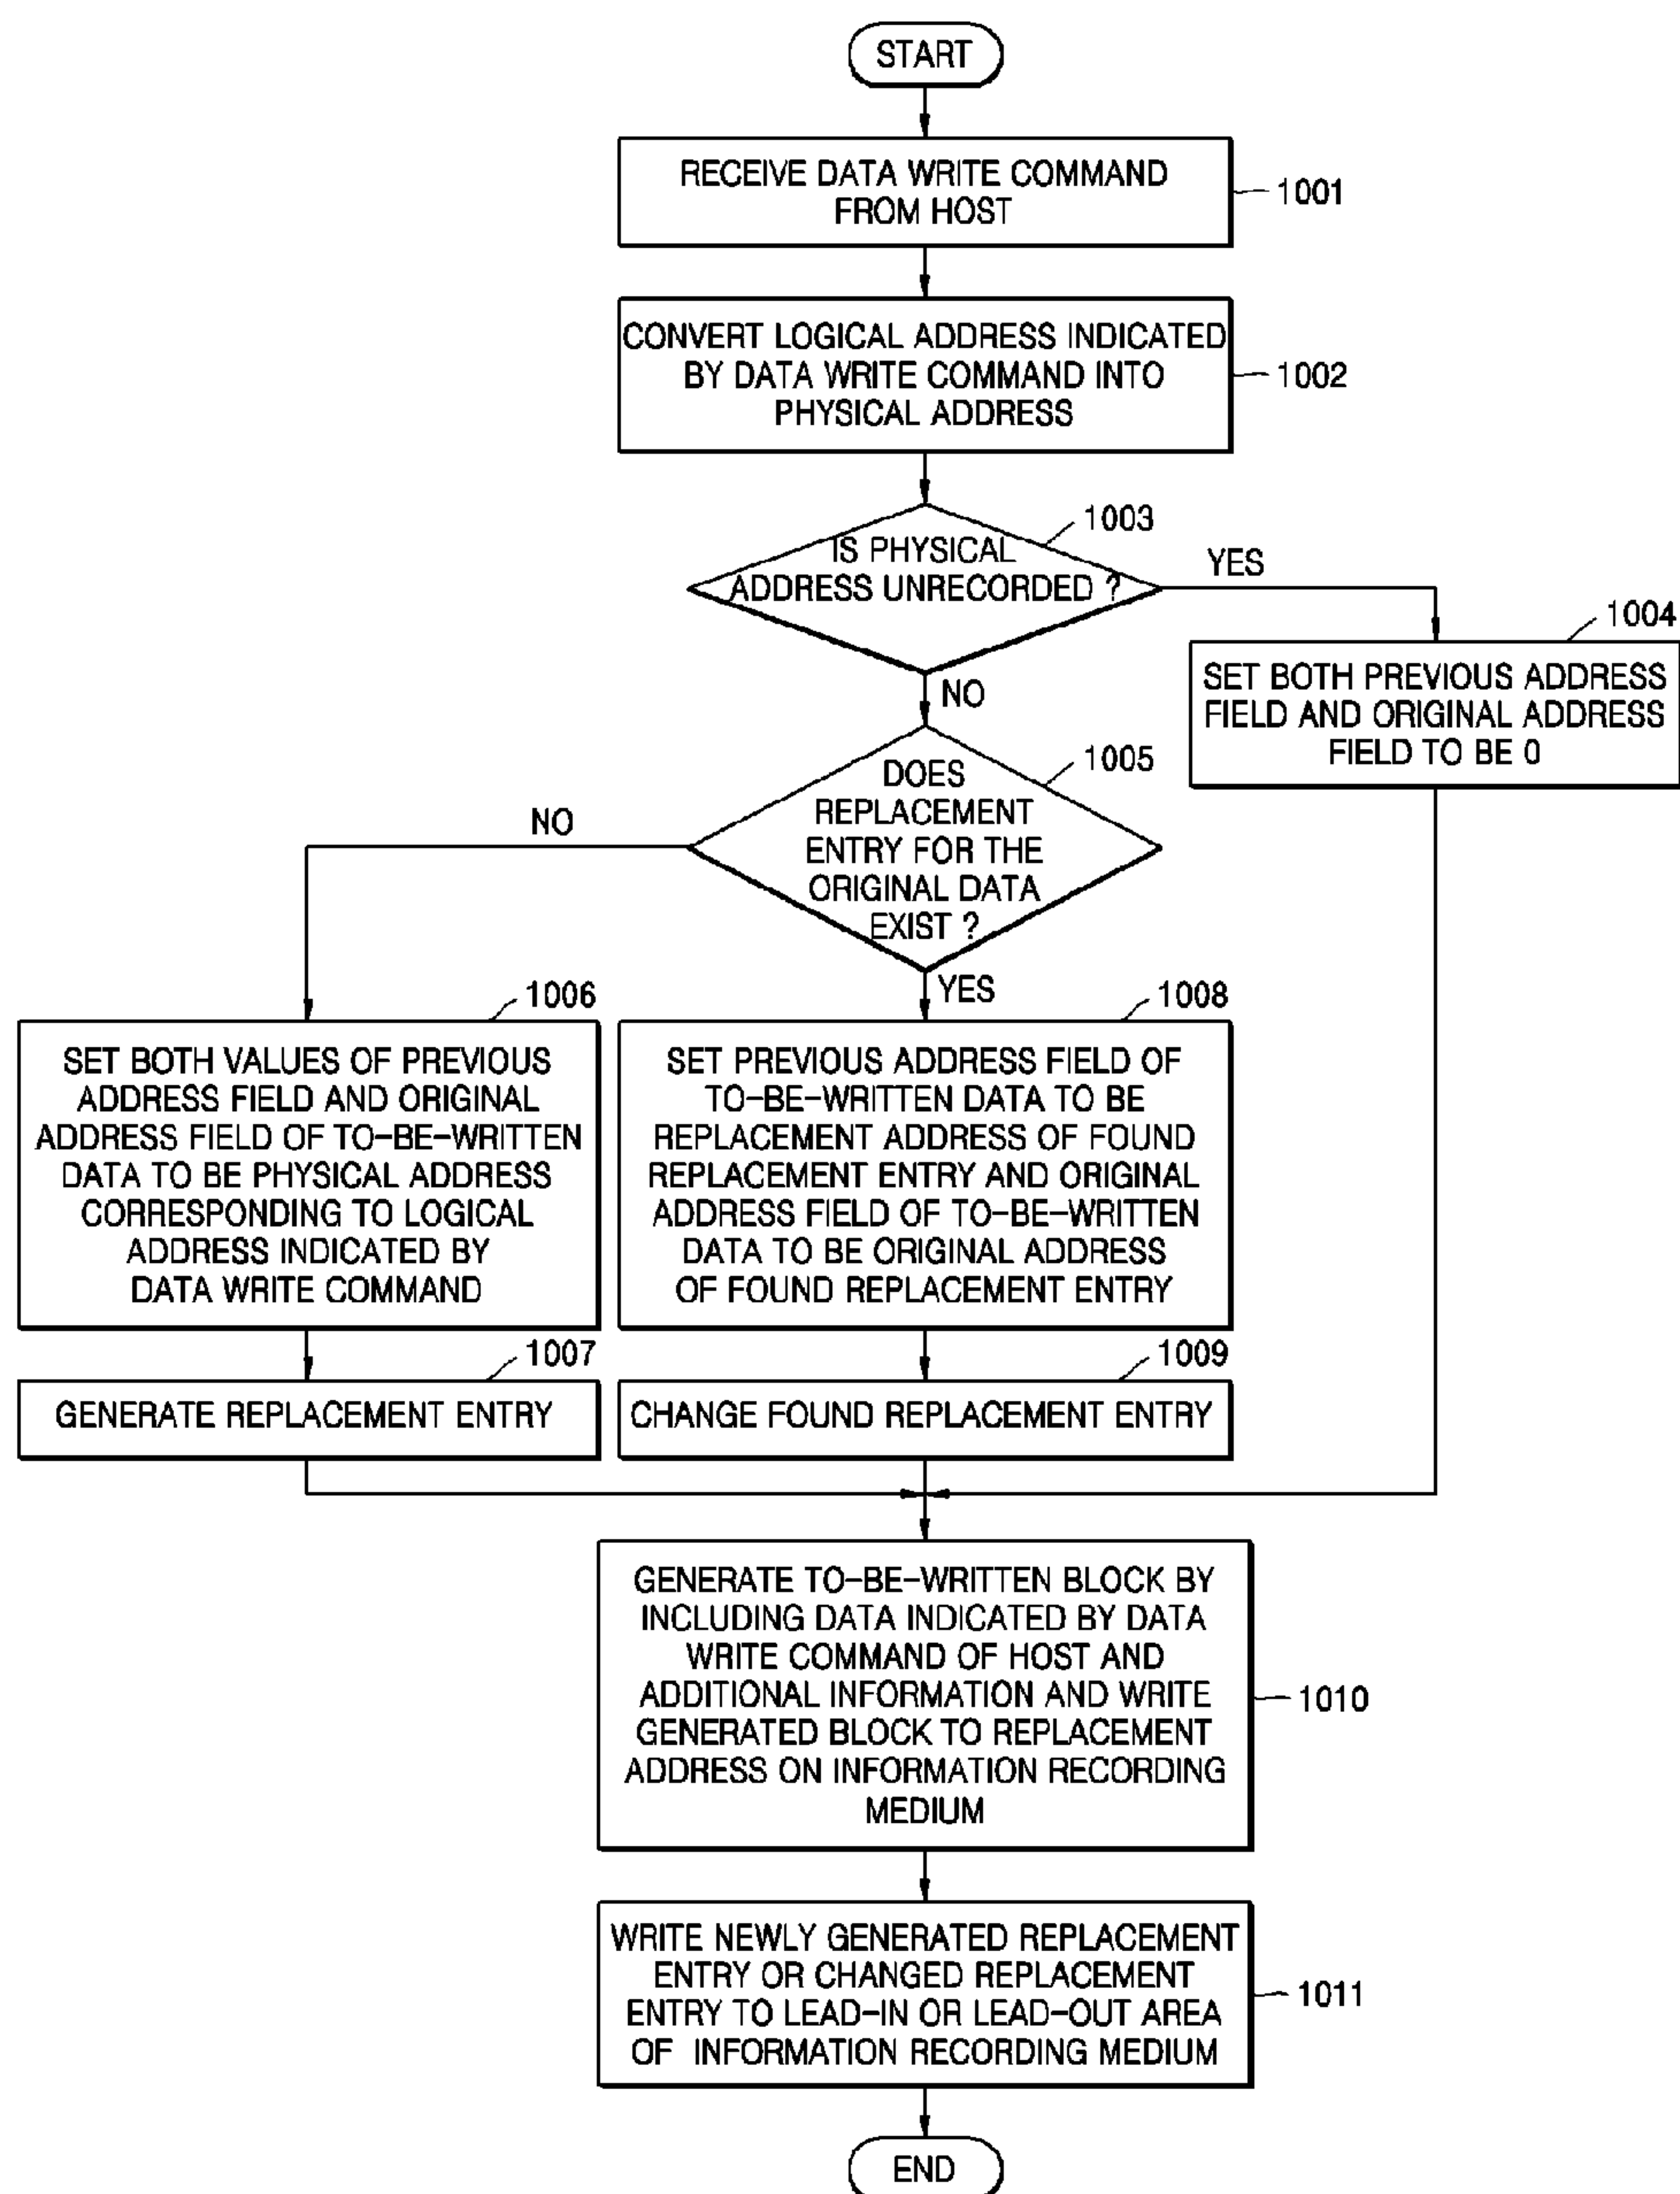 START
RECEIVE DATA WRITE COMMAND
FROM HOST
1001
CONVERT LOGICAL ADDRESS INDICATED
BY DATA WRITE COMMAND INTO
PHYSICAL ADDRESS
1002
1003
IS PHYSICAL
ADDRESS UNRECORDED ?
YES
1004
SET BOTH PREVIOUS ADDRESS
FIELD AND ORIGINAL ADDRESS
FIELD TO BE 0
NO
1005
DOES
REPLACEMENT
ENTRY FOR THE
ORIGINAL DATA
EXIST ?
NO
YES
1006
SET BOTH VALUES OF PREVIOUS
ADDRESS FIELD AND ORIGINAL
ADDRESS FIELD OF TO-BE-WRITTEN
DATA TO BE PHYSICAL ADDRESS
CORRESPONDING TO LOGICAL
ADDRESS INDICATED BY
DATA WRITE COMMAND
1008
SET PREVIOUS ADDRESS FIELD OF
TO-BE-WRITTEN DATA TO BE
REPLACEMENT ADDRESS OF FOUND
REPLACEMENT ENTRY AND ORIGINAL
ADDRESS FIELD OF TO-BE-WRITTEN
DATA TO BE ORIGINAL ADDRESS
OF FOUND REPLACEMENT ENTRY
1007
GENERATE REPLACEMENT ENTRY
1009
CHANGE FOUND REPLACEMENT ENTRY
GENERATE TO-BE-WRITTEN BLOCK BY
INCLUDING DATA INDICATED BY DATA
WRITE COMMAND OF HOST AND
ADDITIONAL INFORMATION AND WRITE
GENERATED BLOCK TO REPLACEMENT
ADDRESS ON INFORMATION RECORDING
MEDIUM
1010
WRITE NEWLY GENERATED REPLACEMENT
ENTRY OR CHANGED REPLACEMENT
ENTRY TO LEAD-IN OR LEAD-OUT AREA
OF INFORMATION RECORDING MEDIUM
1011
END